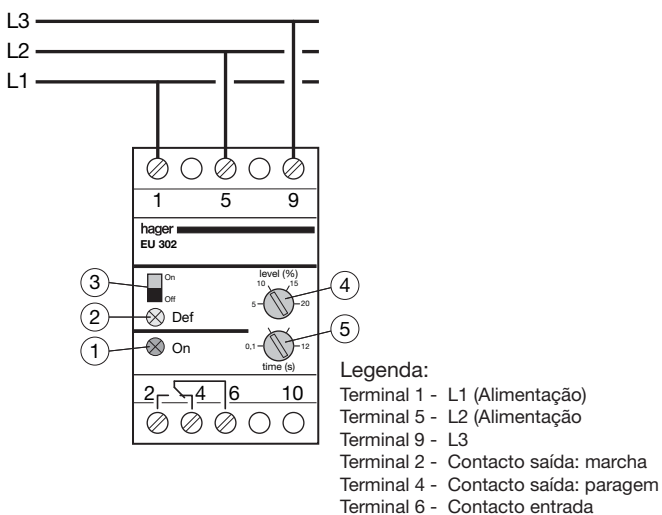 L3
L2
L1
1 5 9
hager
EU 302
3
On
Off
level (%)
10 15
5 20
4
2
Def
1
On
0,1 12
time (s)
5
2 4 6 10
Legenda:
Terminal 1 - L1 (Alimentação)
Terminal 5 - L2 (Alimentação
Terminal 9 - L3
Terminal 2 - Contacto saída: marcha
Terminal 4 - Contacto saída: paragem
Terminal 6 - Contacto entrada